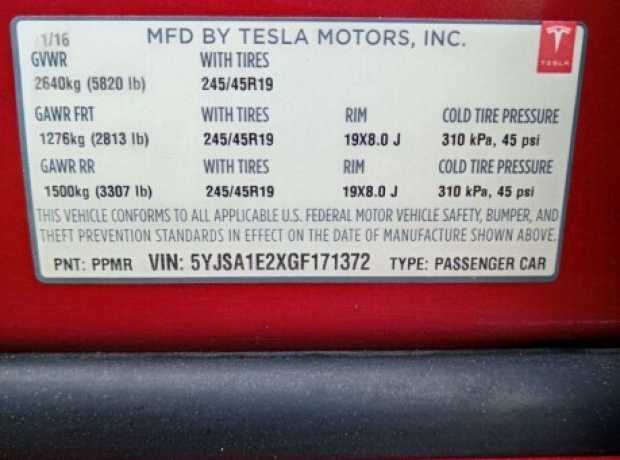 1/16 MFD BY TESLA MOTORS, INC.
TESLA
GVWR WITH TIRES
2640kg (5820 lb) 245/45R19
GAWR FRT WITH TIRES RIM COLD TIRE PRESSURE
1276kg (2813 lb) 245/45R19 19X8.0 J 310 kPa, 45 psi
GAWR RR WITH TIRES RIM COLD TIRE PRESSURE
1500kg (3307 lb) 245/45R19 19X8.0 J 310 kPa, 45 psi
THIS VEHICLE CONFORMS TO ALL APPLICABLE U.S. FEDERAL MOTOR VEHICLE SAFETY, BUMPER, AND
THEFT PREVENTION STANDARDS IN EFFECT ON THE DATE OF MANUFACTURE SHOWN ABOVE.
PNT: PPMR VIN: 5YJSA1E2XGF171372 TYPE: PASSENGER CAR